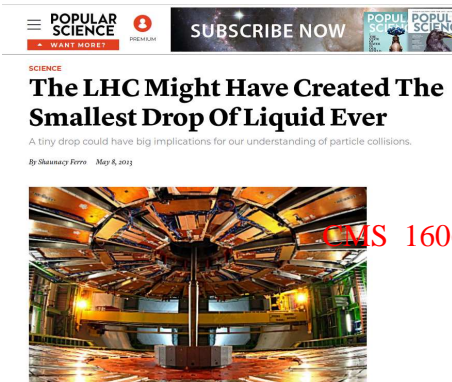 POPULAR
SCIENCE
WANT MORE?
PREMIUM
SUBSCRIBE NOW
SCIENCE
The LHC Might Have Created The
Smallest Drop Of Liquid Ever
A tiny drop could have big implications for our understanding of particle collisions.
By Shaunacy Ferro May 8, 2013
CMS 160